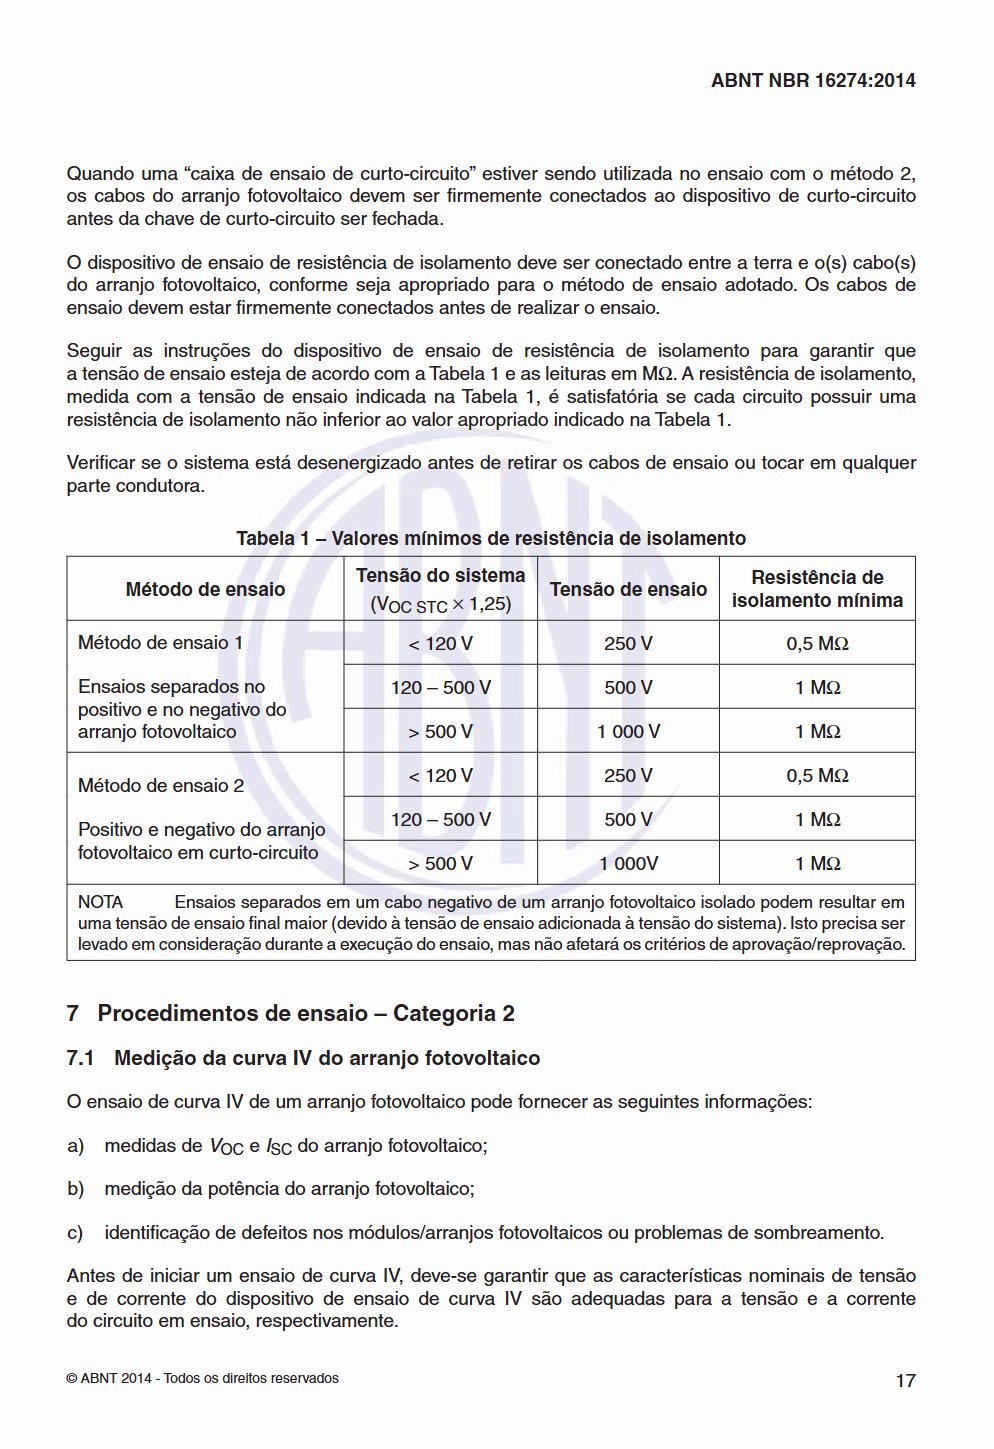 ABNT NBR 16274:2014
Quando uma “caixa de ensaio de curto-circuito” estiver sendo utilizada no ensaio com o método 2,
os cabos do arranjo fotovoltaico devem ser firmemente conectados ao dispositivo de curto-circuito
antes da chave de curto-circuito ser fechada.
O dispositivo de ensaio de resistência de isolamento deve ser conectado entre a terra e o(s) cabo(s)
do arranjo fotovoltaico, conforme seja apropriado para o método de ensaio adotado. Os cabos de
ensaio devem estar firmemente conectados antes de realizar o ensaio.
Seguir as instruções do dispositivo de ensaio de resistência de isolamento para garantir que
a tensão de ensaio esteja de acordo com a Tabela 1 e as leituras em MΩ. A resistência de isolamento,
medida com a tensão de ensaio indicada na Tabela 1, é satisfatória se cada circuito possuir uma
resistência de isolamento não inferior ao valor apropriado indicado na Tabela 1.
Verificar se o sistema está desenergizado antes de retirar os cabos de ensaio ou tocar em qualquer
parte condutora.
ABNT
Tabela 1 – Valores mínimos de resistência de isolamento
Método de ensaio
Tensão do sistema
(VOC STC × 1,25)
Tensão de ensaio
Resistência de
isolamento mínima
Método de ensaio 1
Ensaios separados no
positivo e no negativo do
arranjo fotovoltaico
< 120 V 250 V 0,5 MΩ
120 – 500 V 500 V 1 MΩ
> 500 V 1 000 V 1 MΩ
Método de ensaio 2
Positivo e negativo do arranjo
fotovoltaico em curto-circuito
< 120 V 250 V 0,5 MΩ
120 – 500 V 500 V 1 MΩ
> 500 V 1 000V 1 MΩ
NOTA Ensaios separados em um cabo negativo de um arranjo fotovoltaico isolado podem resultar em
uma tensão de ensaio final maior (devido à tensão de ensaio adicionada à tensão do sistema). Isto precisa ser
levado em consideração durante a execução do ensaio, mas não afetará os critérios de aprovação/reprovação.
7 Procedimentos de ensaio – Categoria 2
7.1 Medição da curva IV do arranjo fotovoltaico
O ensaio de curva IV de um arranjo fotovoltaico pode fornecer as seguintes informações:
a) medidas de VOC e ISC do arranjo fotovoltaico;
b) medição da potência do arranjo fotovoltaico;
c) identificação de defeitos nos módulos/arranjos fotovoltaicos ou problemas de sombreamento.
Antes de iniciar um ensaio de curva IV, deve-se garantir que as características nominais de tensão
e de corrente do dispositivo de ensaio de curva IV são adequadas para a tensão e a corrente
do circuito em ensaio, respectivamente.
© ABNT 2014 - Todos os direitos reservados 17